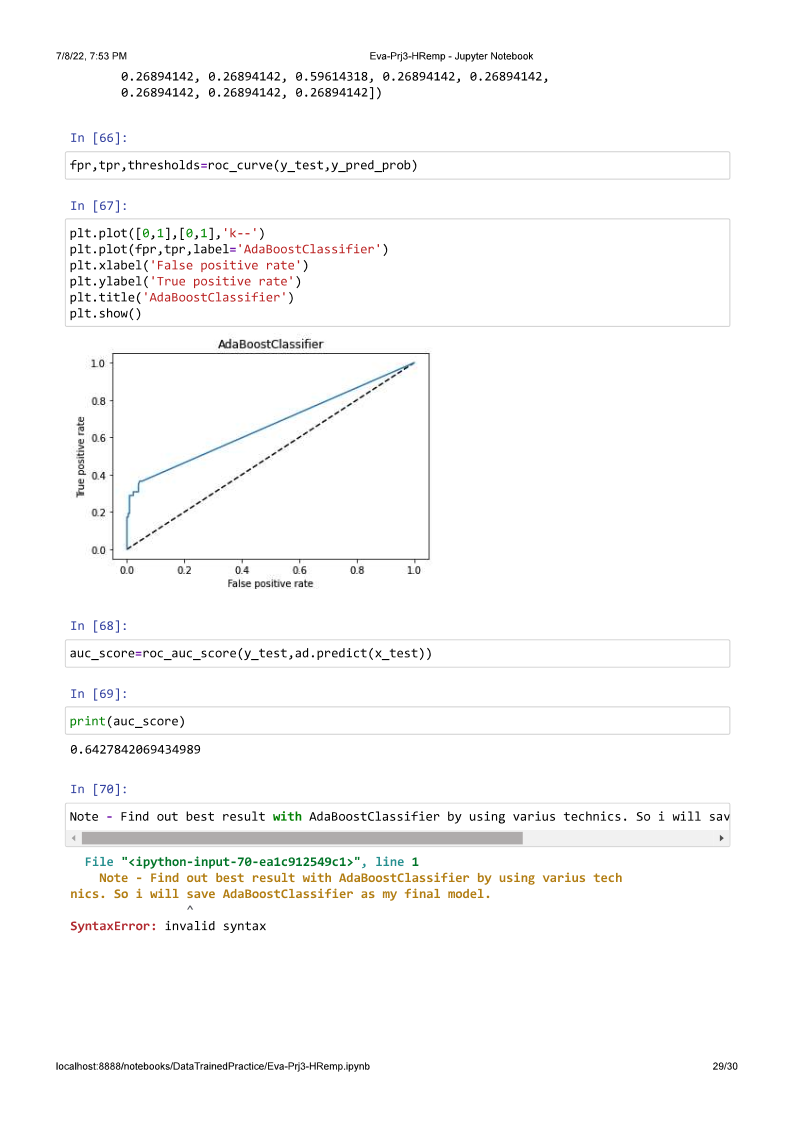 7/8/22, 7:53 PM Eva-Prj3-HRemp - Jupyter Notebook
0.26894142, 0.26894142, 0.59614318, 0.26894142, 0.26894142,
0.26894142, 0.26894142, 0.26894142])
In [66]:
fpr,tpr,thresholds=roc_curve(y_test,y_pred_prob)
In [67]:
plt.plot([0,1],[0,1],'k--')
plt.plot(fpr,tpr,label='AdaBoostClassifier')
plt.xlabel('False positive rate')
plt.ylabel('True positive rate')
plt.title('AdaBoostClassifier')
plt.show()
AdaBoostClassifier
1.0
0.8
0.6
0.4
0.2
0.0
True positive rate
0.0 0.2 0.4 0.6 0.8 1.0
False positive rate
In [68]:
auc_score=roc_auc_score(y_test,ad.predict(x_test))
In [69]:
print(auc_score)
0.6427842069434989
In [70]:
Note - Find out best result with AdaBoostClassifier by using varius technics. So i will sav
File "<ipython-input-70-ea1c912549c1>", line 1
Note - Find out best result with AdaBoostClassifier by using varius tech
nics. So i will save AdaBoostClassifier as my final model.
^
SyntaxError: invalid syntax
localhost:8888/notebooks/DataTrainedPractice/Eva-Prj3-HRemp.ipynb 29/30